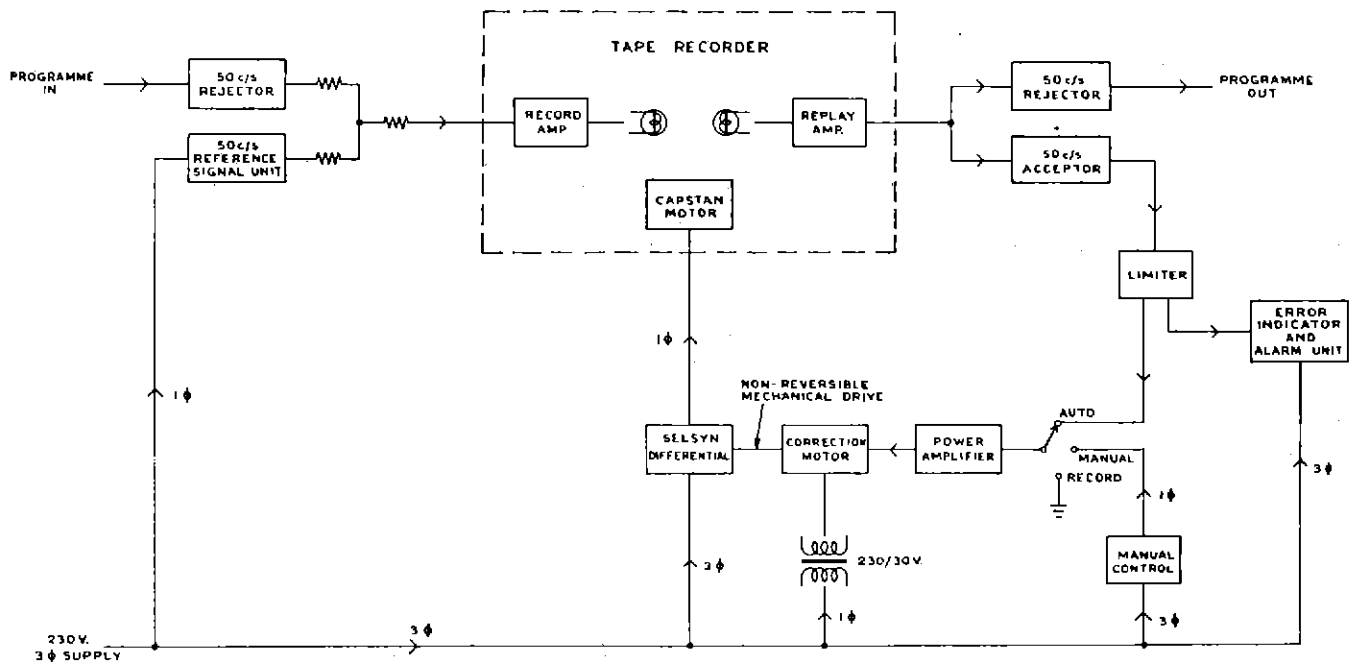 TAPE RECORDER
PROGRAMME
IN
50 c/s
REJECTOR
50 c/s
REFERENCE
SIGNAL UNIT
RECORD
AMP.
REPLAY
AMP.
CAPSTAN
MOTOR
50 c/s
REJECTOR
PROGRAMME
OUT
50 c/s
ACCEPTOR
LIMITER
ERROR
INDICATOR
AND
ALARM UNIT
1ϕ
1ϕ
NON-REVERSIBLE
MECHANICAL DRIVE
SELSYN
DIFFERENTIAL
CORRECTION
MOTOR
POWER
AMPLIFIER
AUTO
MANUAL
RECORD
1ϕ
3ϕ
230/30V.
MANUAL
CONTROL
3ϕ
1ϕ
3ϕ
230V.
3ϕ SUPPLY
3ϕ